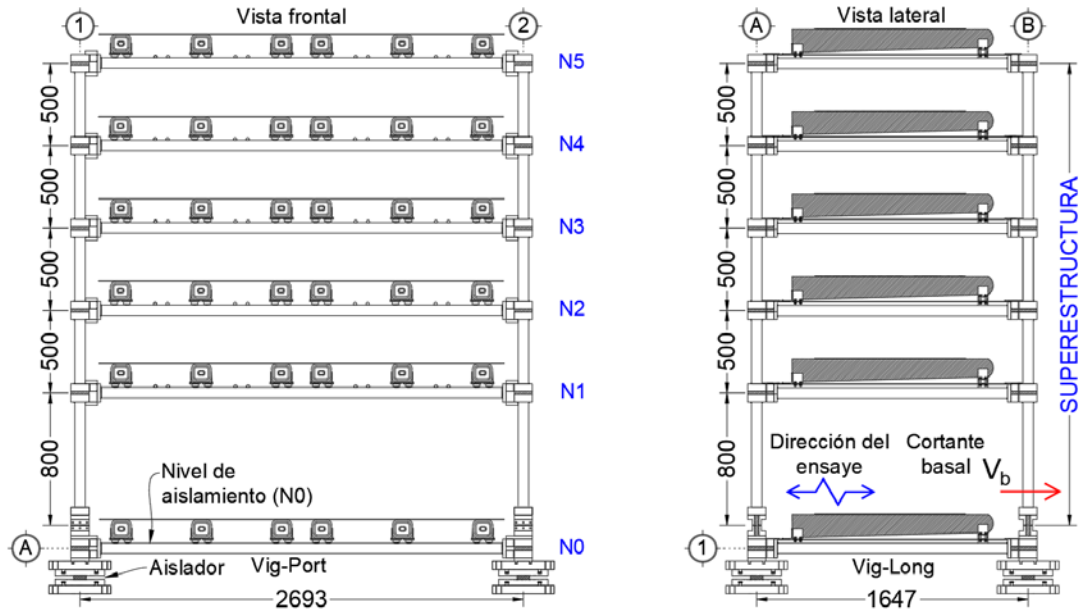 Vista frontal
1
2
N5
500
N4
500
N3
500
N2
500
N1
800
Nivel de
aislamiento (N0)
A
N0
Aislador
Vig-Port
2693
Vista lateral
A
B
500
500
500
500
800
SUPERESTRUCTURA
Dirección del
ensaye
Cortante
basal
Vb
1
Vig-Long
1647